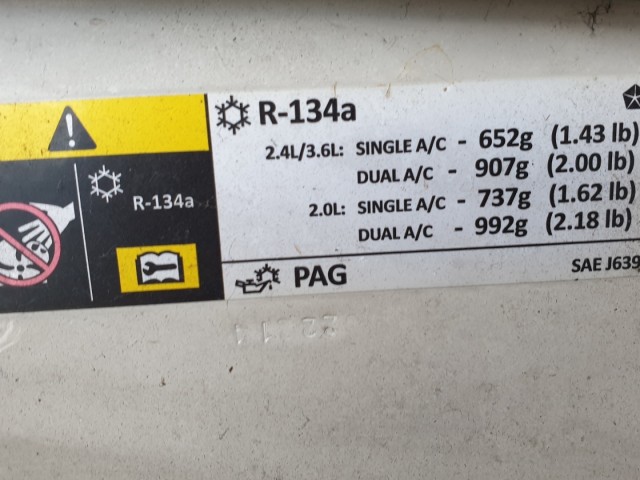 R-134a
2.4L/3.6L: SINGLE A/C - 652g (1.43 lb)
DUAL A/C - 907g (2.00 lb)
2.0L: SINGLE A/C - 737g (1.62 lb)
DUAL A/C - 992g (2.18 lb)
R-134a
PAG
SAE J639